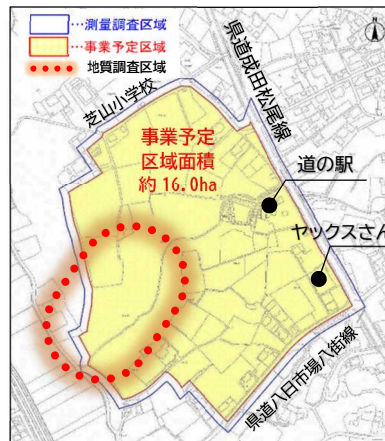 …測量調査区域
…事業予定区域
地質調査区域
N
芝山小学校
県道成田松尾線
事業予定
区域面積
約16.0ha
道の駅
ヤックスさん
県道八日市場八街線